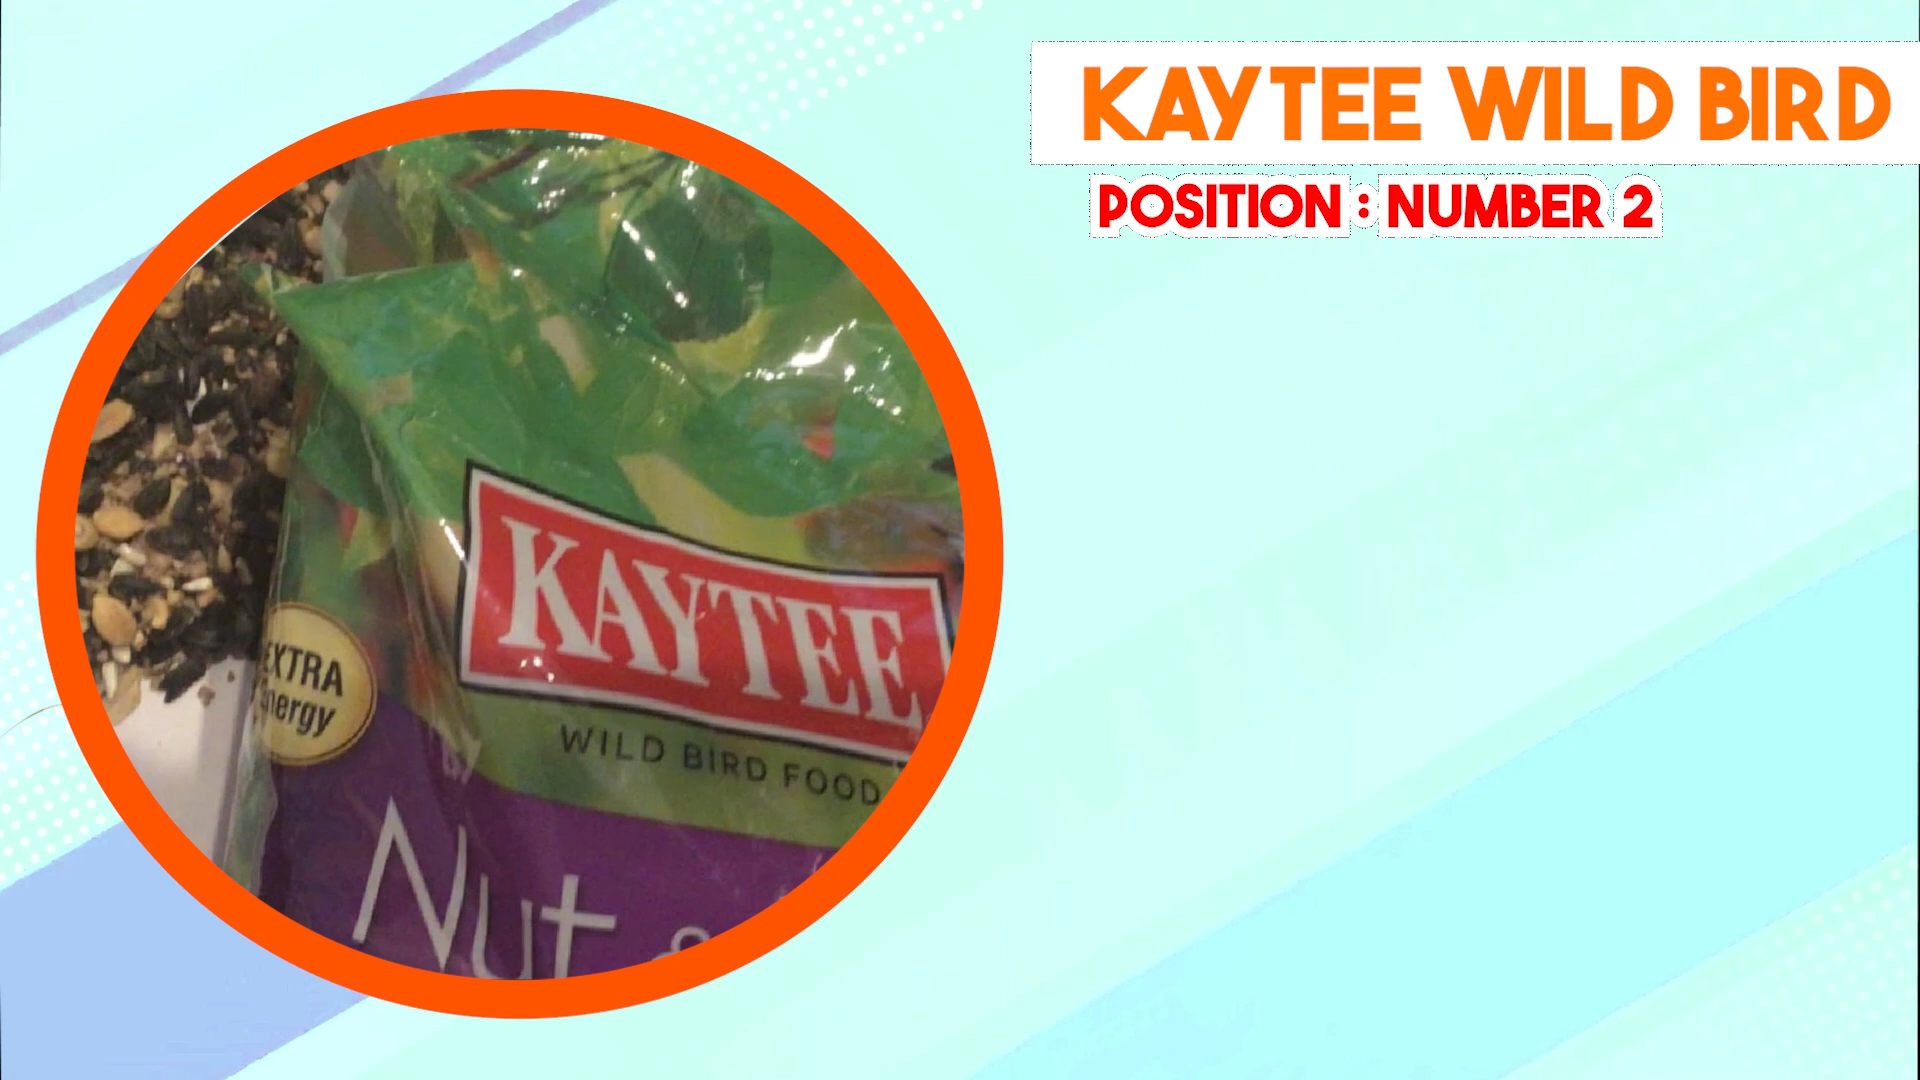 KAYTEE WILD BIRD
POSITION : NUMBER 2
KAYTEE
WILD BIRD FOOD
EXTRA
Energy
Nut &